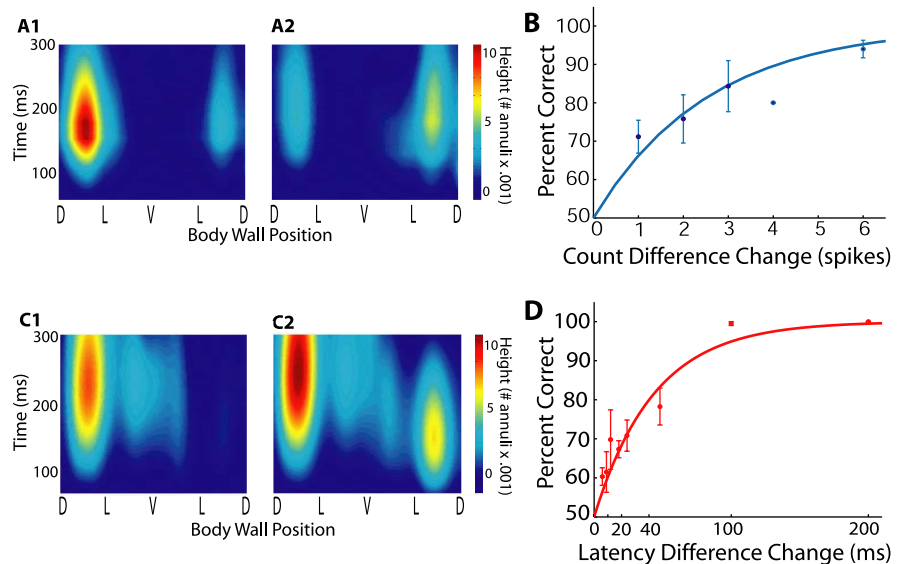 A1
A2
B
300
200
100
Time (ms)
D L V L D
D L V L D
Body Wall Position
10
5
0
Height (# annuli x .001)
100
90
80
70
60
50
Percent Correct
0 1 2 3 4 5 6
Count Difference Change (spikes)
C1
C2
D
300
200
100
Time (ms)
D L V L D
D L V L D
Body Wall Position
10
5
0
Height (# annuli x .001)
100
90
80
70
60
50
Percent Correct
0 20 40 100 200
Latency Difference Change (ms)